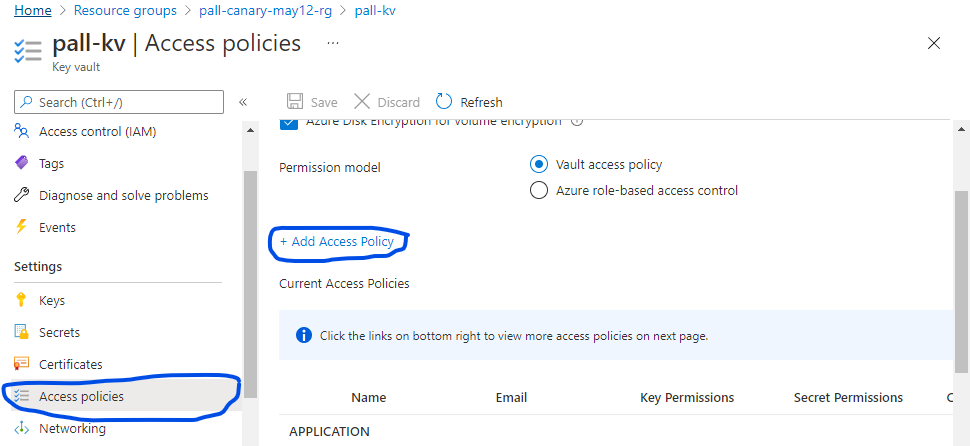 Home > Resource groups > pall-canary-may12-rg > pall-kv
pall-kv | Access policies ...
Key vault
Search (Ctrl+/)
«
Save Discard Refresh
Access control (IAM)
Azure Disk Encryption for volume encryption
Tags
Permission model
Vault access policy
Diagnose and solve problems
Azure role-based access control
Events
+ Add Access Policy
Settings
Current Access Policies
Keys
Secrets
Click the links on bottom right to view more access policies on next page.
Certificates
Access policies
Name Email Key Permissions Secret Permissions
Networking
APPLICATION